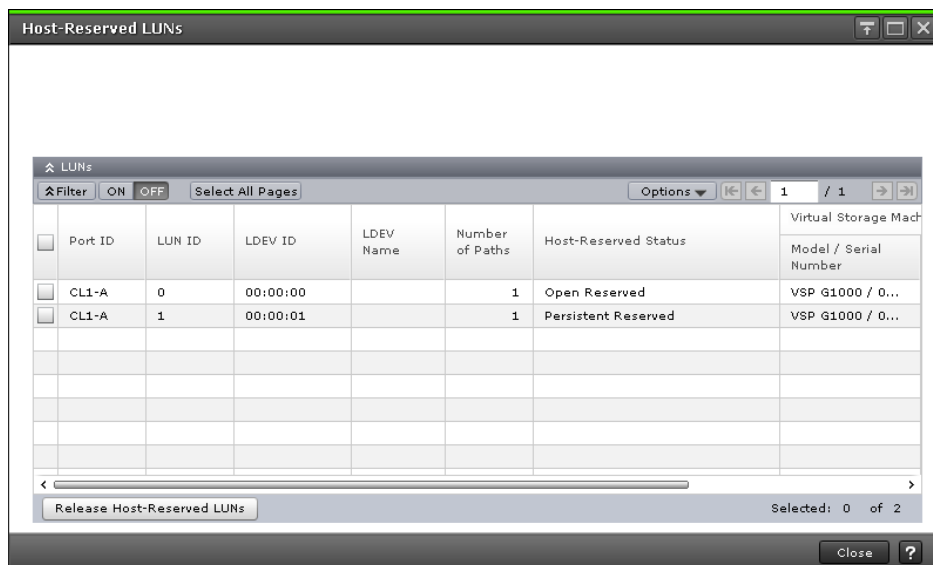 Host-Reserved LUNs
LUNs
Filter ON OFF Select All Pages Options 1 / 1
Port ID LUN ID LDEV ID LDEV Name Number of Paths Host-Reserved Status Virtual Storage Mach
Model / Serial Number
CL1-A 0 00:00:00 1 Open Reserved VSP G1000 / 0...
CL1-A 1 00:00:01 1 Persistent Reserved VSP G1000 / 0...
Release Host-Reserved LUNs Selected: 0 of 2
Close ?